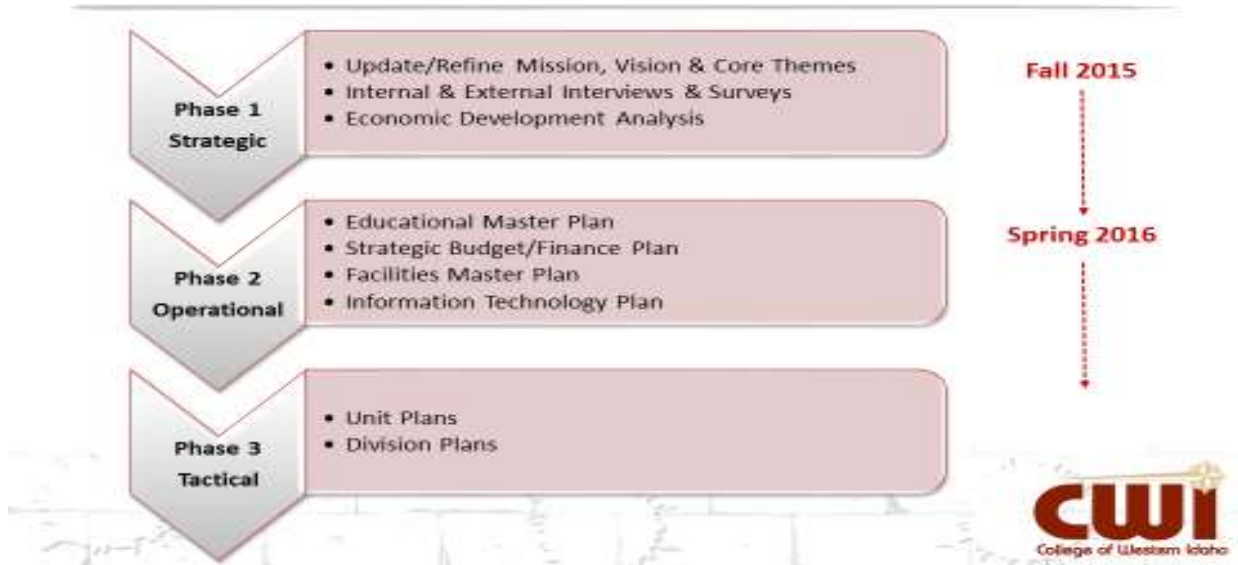 Phase 1
Strategic
• Update/Refine Mission, Vision & Core Themes
• Internal & External Interviews & Surveys
• Economic Development Analysis
Fall 2015
Phase 2
Operational
• Educational Master Plan
• Strategic Budget/Finance Plan
• Facilities Master Plan
• Information Technology Plan
Spring 2016
Phase 3
Tactical
• Unit Plans
• Division Plans
CWI
College of Western Idaho